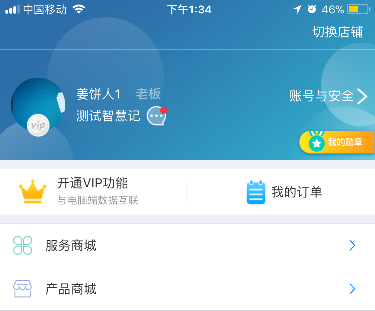 中国移动 下午1:34 46%
切换店铺
姜饼人1 老板
测试智慧记
账号与安全
vip
我的勋章
开通VIP功能
与电脑端数据互联
我的订单
服务商城
产品商城